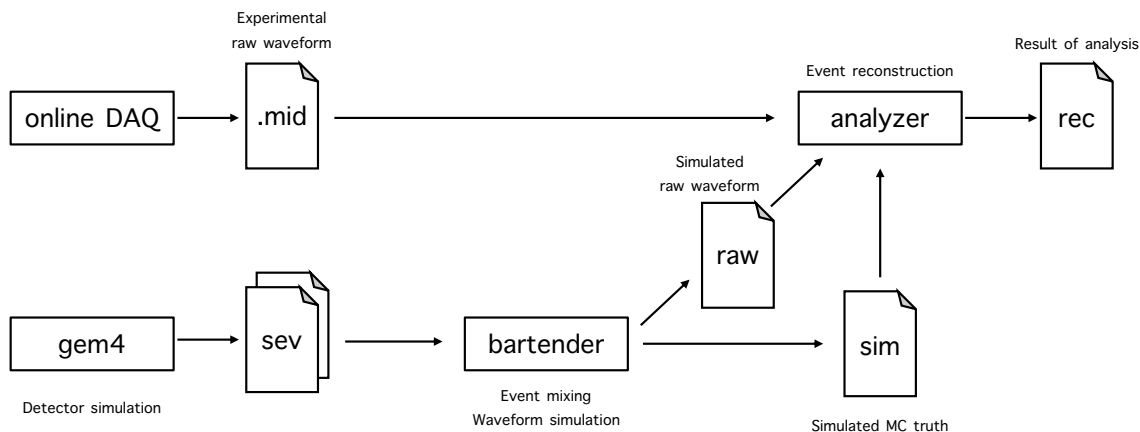 Experimental
raw waveform
Result of analysis
Event reconstruction
online DAQ
.mid
analyzer
rec
Simulated
raw waveform
raw
gem4
sev
bartender
sim
Detector simulation
Event mixing
Waveform simulation
Simulated MC truth